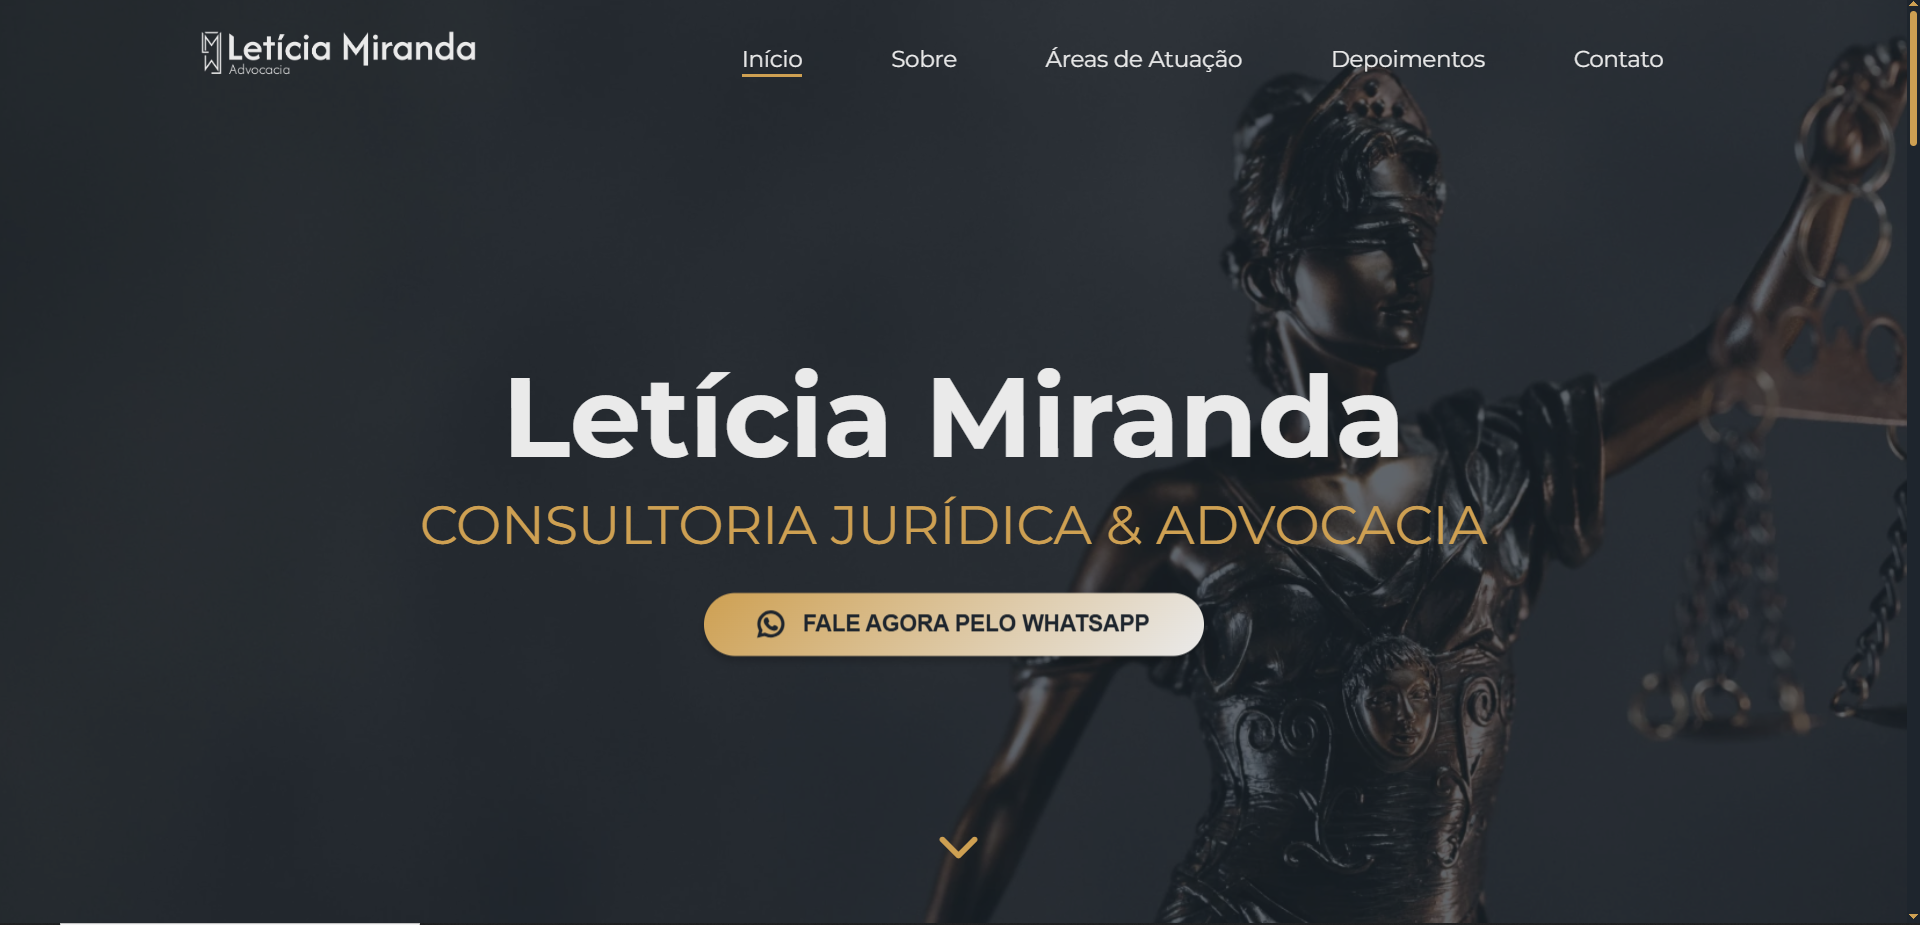 Letícia Miranda
Advocacia
Início
Sobre
Áreas de Atuação
Depoimentos
Contato
Letícia Miranda
CONSULTORIA JURÍDICA & ADVOCACIA
FALE AGORA PELO WHATSAPP